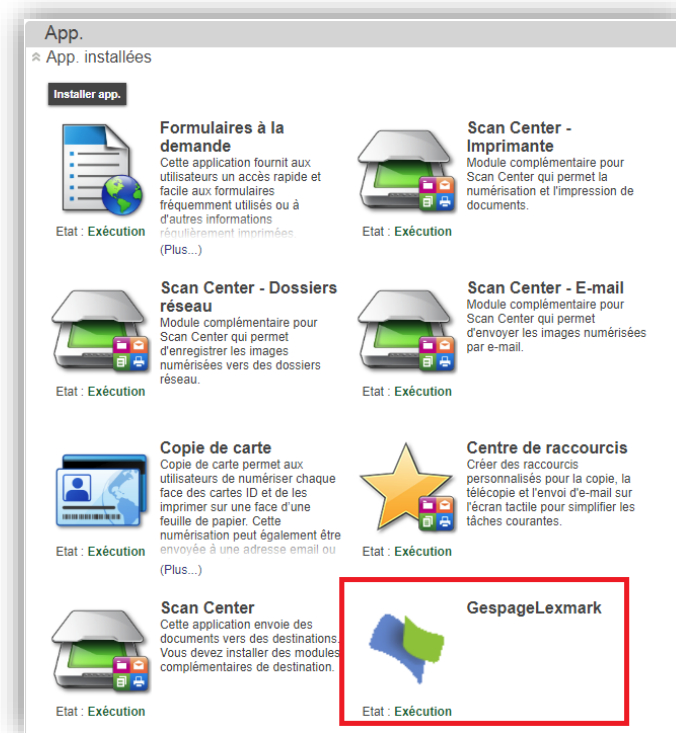 App.
App. installées
Installer app.
Formulaires à la
demande
Cette application fournit aux
utilisateurs un accès rapide et
facile aux formulaires
fréquemment utilisés ou à
d'autres informations
régulièrement imprimées
(Plus...)
Etat : Exécution
Scan Center -
Imprimante
Module complémentaire pour
Scan Center qui permet la
numérisation et l'impression de
documents.
Etat : Exécution
Scan Center - Dossiers
réseau
Module complémentaire pour
Scan Center qui permet
d'enregistrer les images
numérisées vers des dossiers
réseau.
Etat : Exécution
Scan Center - E-mail
Module complémentaire pour
Scan Center qui permet
d'envoyer les images numérisées
par e-mail.
Etat : Exécution
Copie de carte
Copie de carte permet aux
utilisateurs de numériser chaque
face des cartes ID et de les
imprimer sur une face d'une
feuille de papier. Cette
numérisation peut également être
envoyée à une adresse email ou
(Plus...)
Etat : Exécution
Centre de raccourcis
Créer des raccourcis
personnalisés pour la copie, la
télécopie et l'envoi d'e-mail sur
l'écran tactile pour simplifier les
tâches courantes.
Etat : Exécution
Scan Center
Cette application envoie des
documents vers des destinations.
Vous devez installer des modules
complémentaires de destination.
Etat : Exécution
GespageLexmark
Etat : Exécution